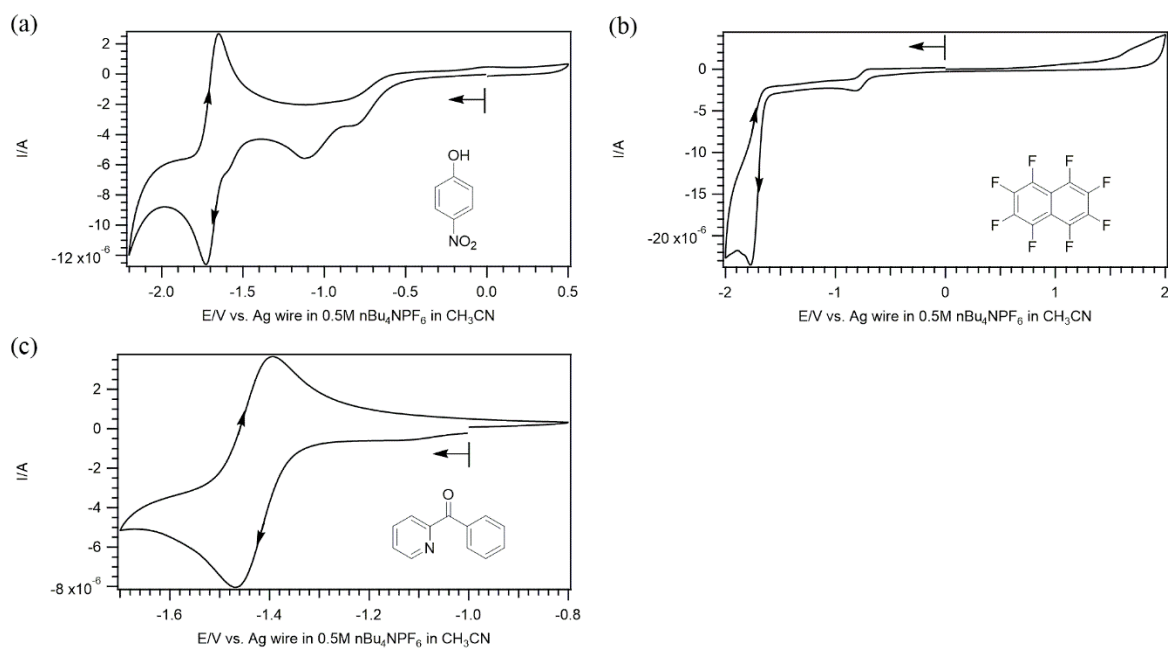 (a)
2
0
-2
-4
-6
-8
-10
-12 x10⁻⁶
I/A
OH
NO₂
-2.0
-1.5
-1.0
-0.5
0.0
0.5
E/V vs. Ag wire in 0.5M nBu₄NPF₆ in CH₃CN
(b)
0
-5
-10
-15
-20 x10⁻⁶
I/A
F
F
F
F
F
F
F
F
-2
-1
0
1
2
E/V vs. Ag wire in 0.5M nBu₄NPF₆ in CH₃CN
(c)
2
0
-2
-4
-6
-8 x10⁻⁶
I/A
O
N
-1.6
-1.4
-1.2
-1.0
-0.8
E/V vs. Ag wire in 0.5M nBu₄NPF₆ in CH₃CN